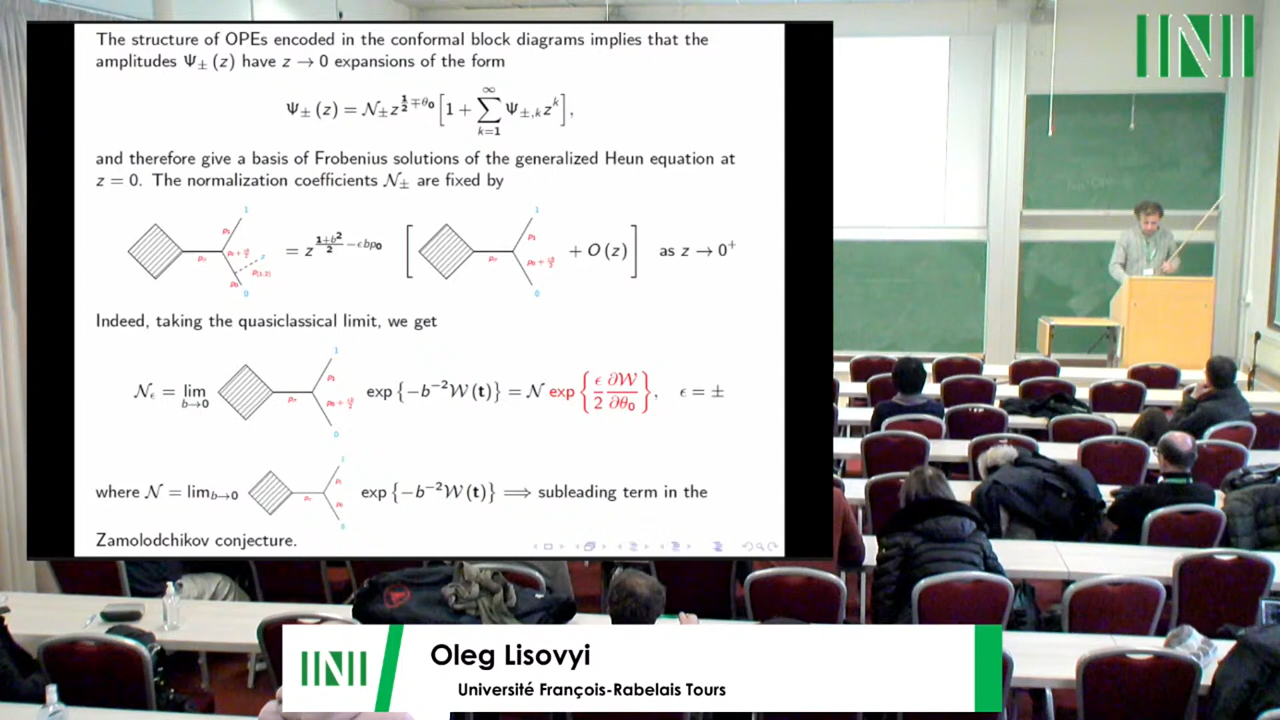 The structure of OPEs encoded in the conformal block diagrams implies that the
amplitudes Ψ± (z) have z → 0 expansions of the form
Ψ± (z) = 𝒩± z^{1/2 ∓ θ₀} [1 + ∑_{k=1}^{∞} Ψ±,k z^k],
and therefore give a basis of Frobenius solutions of the generalized Heun equation at
z = 0. The normalization coefficients 𝒩± are fixed by
= z^{(1+b²)/2 − ϵbp₀} [ + O (z) ] as z → 0⁺
Indeed, taking the quasiclassical limit, we get
𝒩_ϵ = lim_{b→0} exp {−b⁻²𝒲 (t)} = 𝒩 exp {ϵ/2 ∂𝒲/∂θ₀}, ϵ = ±
where 𝒩 = lim_{b→0} exp {−b⁻²𝒲 (t)} ⟹ subleading term in the
Zamolodchikov conjecture.
INI
INI
Oleg Lisovyi
Université François-Rabelais Tours